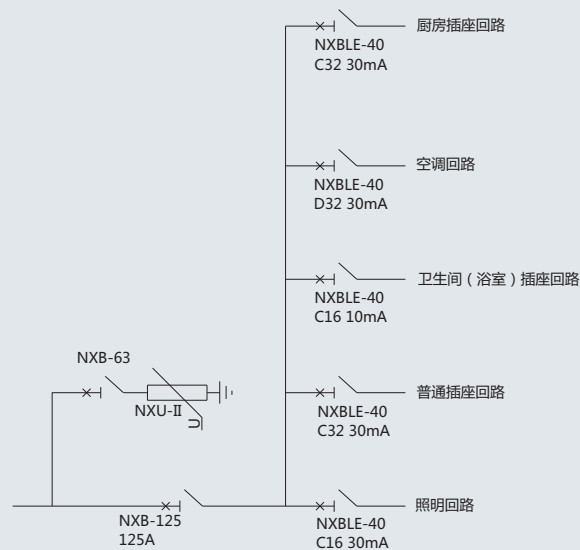 NXBLE-40
C32 30mA
厨房插座回路
NXBLE-40
D32 30mA
空调回路
NXBLE-40
C16 10mA
卫生间（浴室）插座回路
NXB-63
NXU-II
U
NXBLE-40
C32 30mA
普通插座回路
NXB-125
125A
NXBLE-40
C16 30mA
照明回路